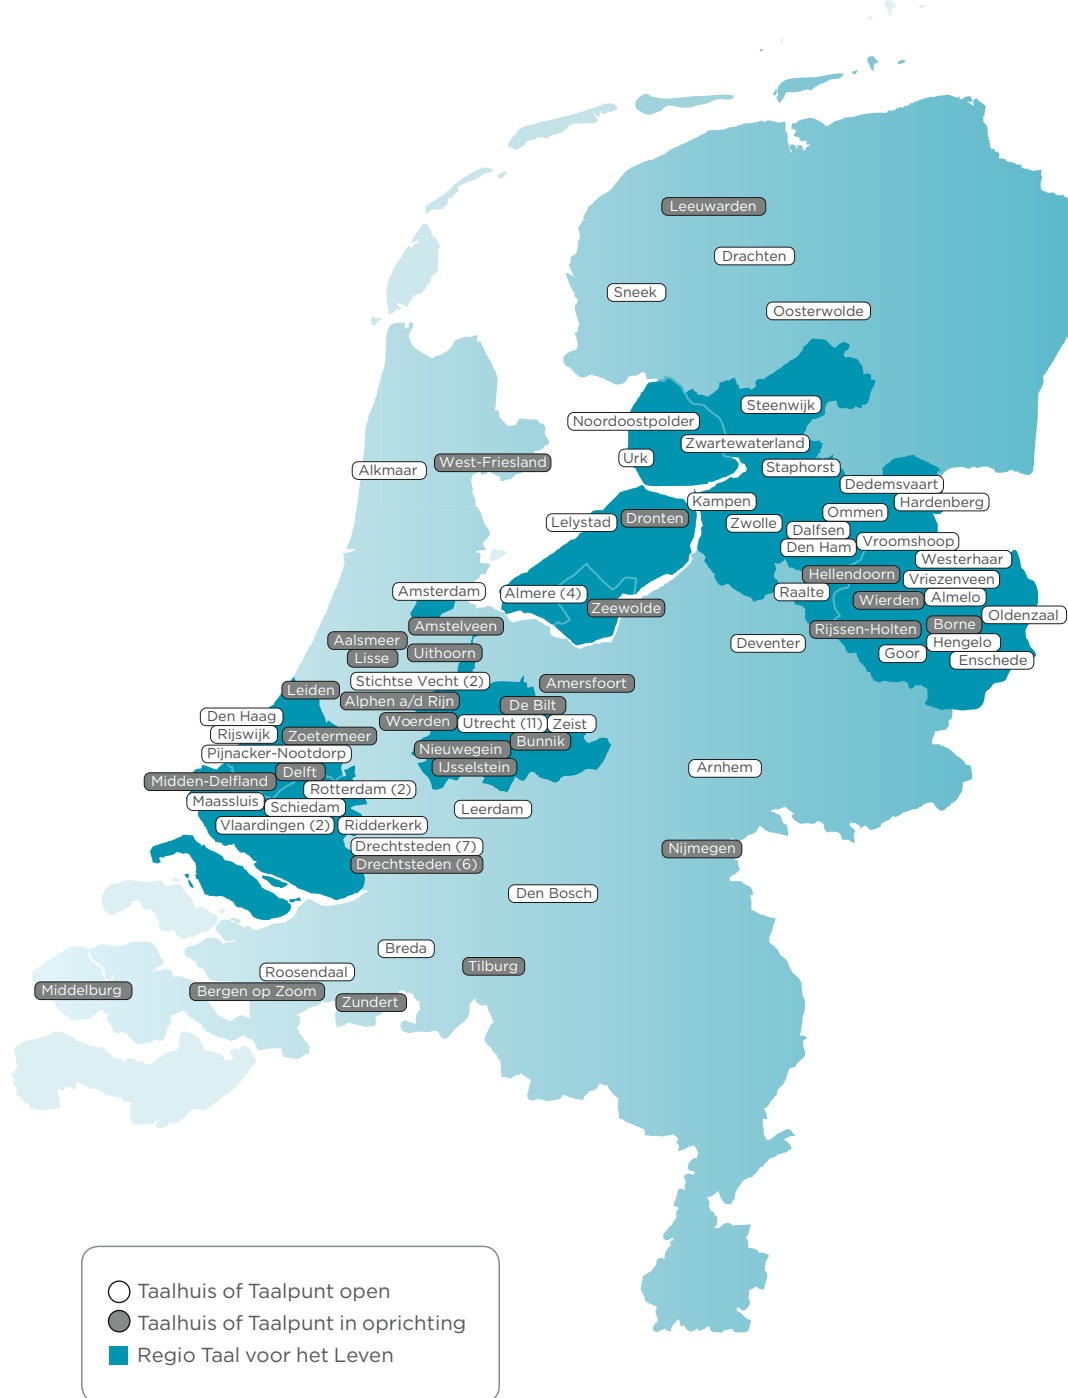 Leeuwarden
Drachten
Sneek
Oosterwolde
Steenwijk
Noordoostpolder
Zwartewaterland
Urk
Staphorst
West-Friesland
Alkmaar
Dedemsvaart
Kampen
Hardenberg
Ommen
Lelystad
Dronten
Zwolle
Dalfsen
Den Ham
Vroomshoop
Westerhaar
Hellendoorn
Vriezenveen
Amsterdam
Almere (4)
Raalte
Wierden
Almelo
Zeewolde
Oldenzaal
Amstelveen
Rijssen-Holten
Borne
Aalsmeer
Deventer
Hengelo
Lisse
Uithoorn
Goor
Enschede
Stichtse Vecht (2)
Amersfoort
Leiden
Alphen a/d Rijn
De Bilt
Den Haag
Woerden
Utrecht (11)
Zeist
Rijswijk
Zoetermeer
Bunnik
Pijnacker-Nootdorp
Nieuwegein
Delft
IJsselstein
Arnhem
Midden-Delfland
Rotterdam (2)
Maassluis
Schiedam
Leerdam
Vlaardingen (2)
Ridderkerk
Drechtsteden (7)
Nijmegen
Drechtsteden (6)
Den Bosch
Breda
Tilburg
Roosendaal
Middelburg
Bergen op Zoom
Zundert
Taalhuis of Taalpunt open
Taalhuis of Taalpunt in oprichting
Regio Taal voor het Leven